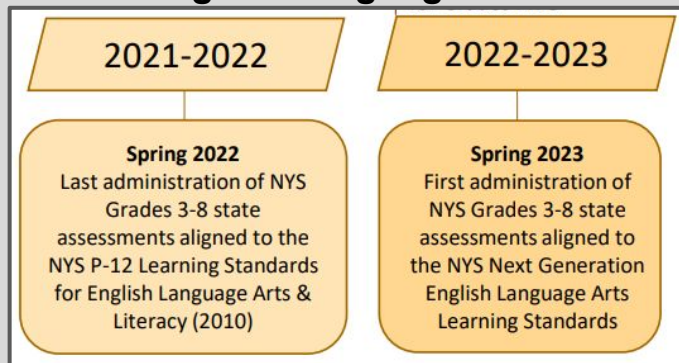 2021-2022
Spring 2022
Last administration of NYS
Grades 3-8 state
assessments aligned to the
NYS P-12 Learning Standards
for English Language Arts &
Literacy (2010)
2022-2023
Spring 2023
First administration of
NYS Grades 3-8 state
assessments aligned to
the NYS Next Generation
English Language Arts
Learning Standards